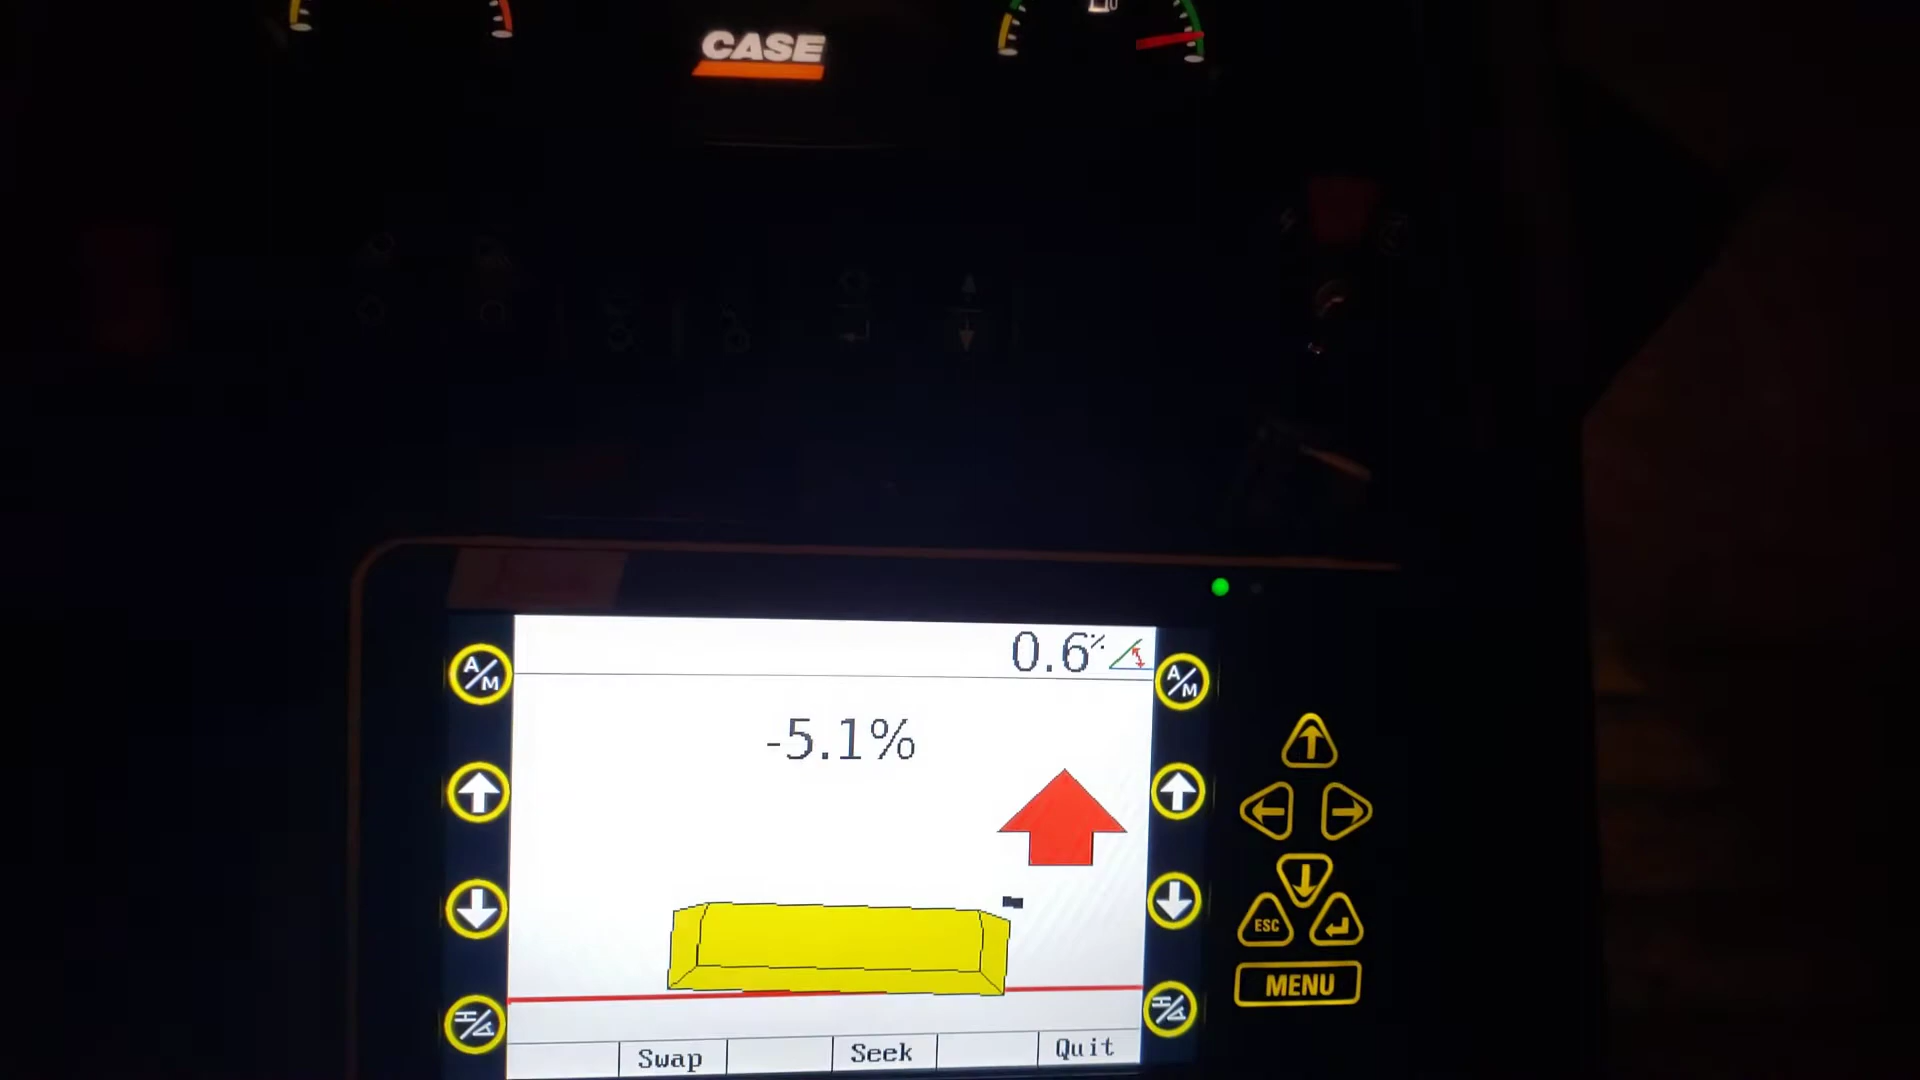 CASE
0.6%
A/M
A/M
-5.1%
ESC
MENU
Swap
Seek
Quit